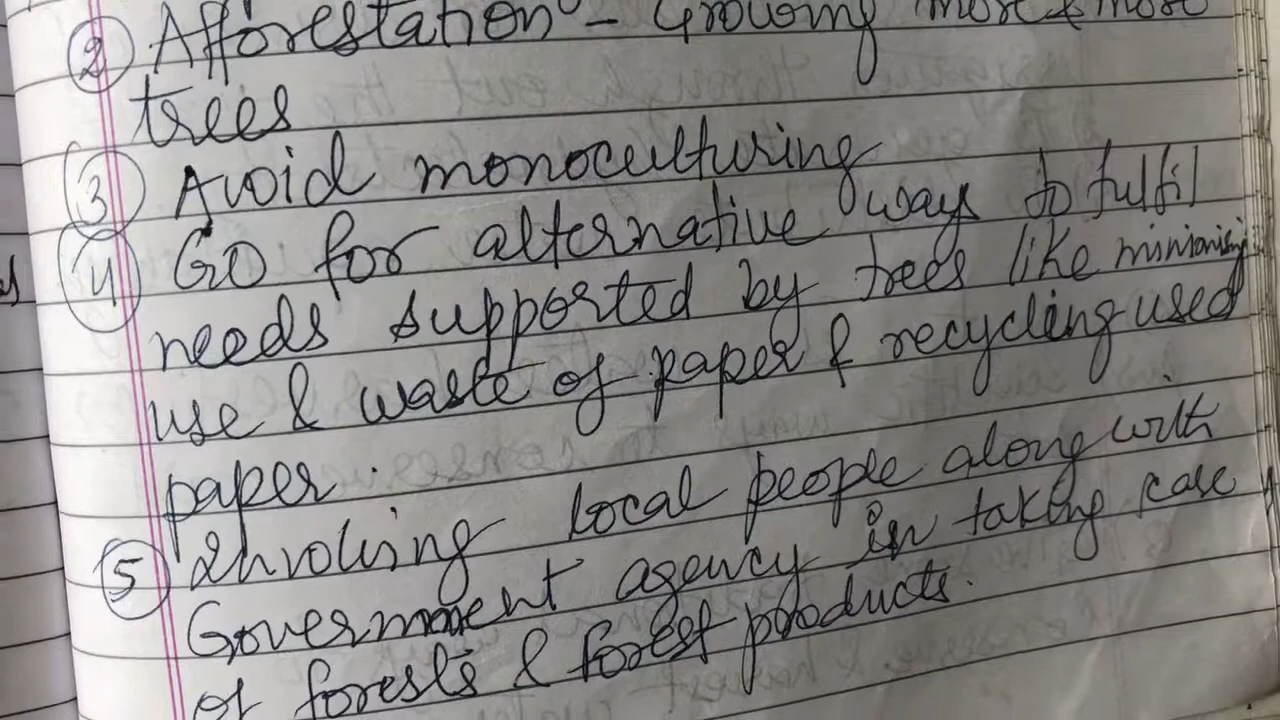 ② Afforestation - Growing more & more
trees
③ Avoid monoculturing
④ Go for alternative ways to fulfil
needs supported by trees like minimising
use & waste of paper & recycling used
paper.
⑤ Involving local people along with
Government agency in taking care
of forests & forest products.